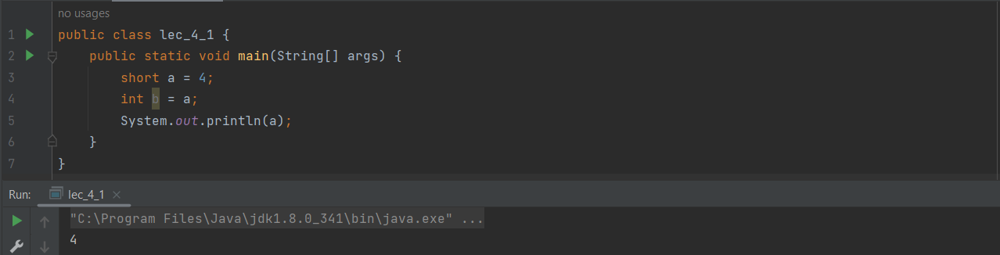 no usages
1 public class lec_4_1 {
2 public static void main(String[] args) {
3 short a = 4;
4 int b = a;
5 System.out.println(a);
6 }
7 }
Run: lec_4_1 ×
"C:\Program Files\Java\jdk1.8.0_341\bin\java.exe" ...
4